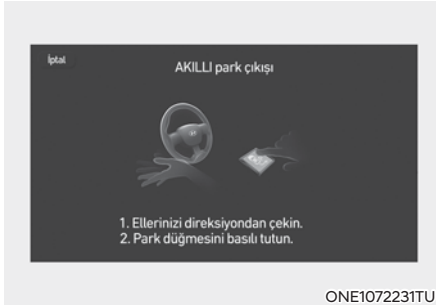 İptal
AKILLI park çıkışı
1. Ellerinizi direksiyondan çekin.
2. Park düğmesini basılı tutun.
ONE1072231TU